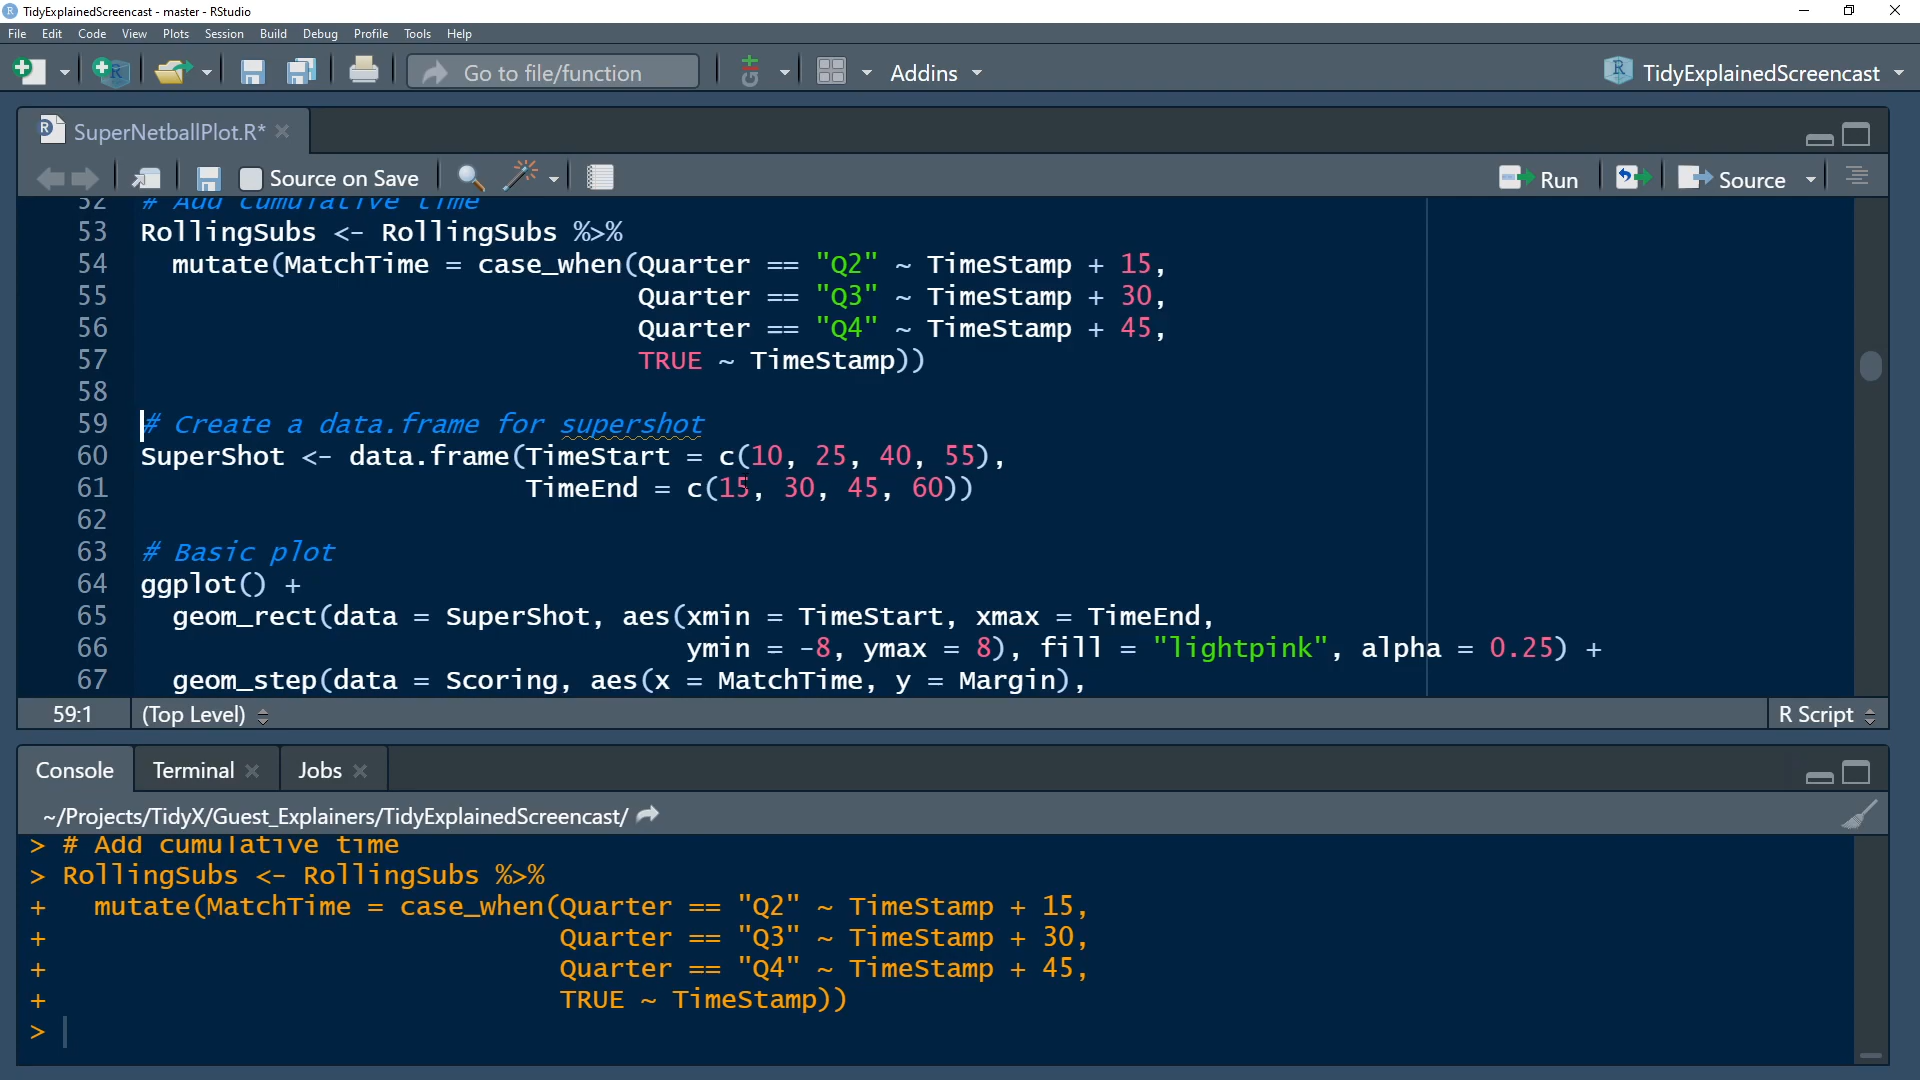 TidyExplainedScreencast - master - RStudio
File Edit Code View Plots Session Build Debug Profile Tools Help
Go to file/function Addins TidyExplainedScreencast
SuperNetballPlot.R*
Source on Save Run Source
52 # Add cumulative time
53 RollingSubs <- RollingSubs %>%
54 mutate(MatchTime = case_when(Quarter == "Q2" ~ TimeStamp + 15,
55 Quarter == "Q3" ~ TimeStamp + 30,
56 Quarter == "Q4" ~ TimeStamp + 45,
57 TRUE ~ TimeStamp))
58
59 # Create a data.frame for supershot
60 SuperShot <- data.frame(TimeStart = c(10, 25, 40, 55),
61 TimeEnd = c(15, 30, 45, 60))
62
63 # Basic plot
64 ggplot() +
65 geom_rect(data = SuperShot, aes(xmin = TimeStart, xmax = TimeEnd,
66 ymin = -8, ymax = 8), fill = "lightpink", alpha = 0.25) +
67 geom_step(data = Scoring, aes(x = MatchTime, y = Margin),
59:1 (Top Level) R Script
Console Terminal Jobs
~/Projects/TidyX/Guest_Explainers/TidyExplainedScreencast/
> # Add cumulative time
> RollingSubs <- RollingSubs %>%
+ mutate(MatchTime = case_when(Quarter == "Q2" ~ TimeStamp + 15,
+ Quarter == "Q3" ~ TimeStamp + 30,
+ Quarter == "Q4" ~ TimeStamp + 45,
+ TRUE ~ TimeStamp))
>